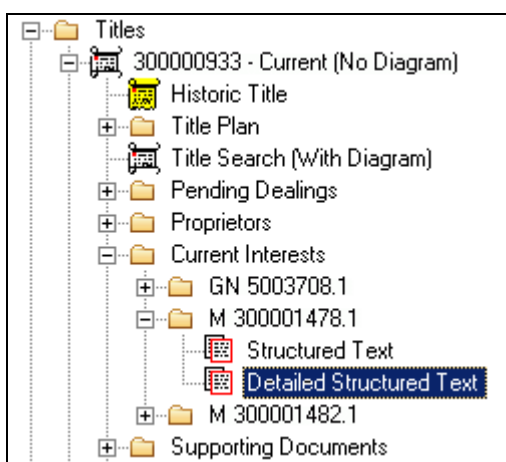 Titles
300000933 - Current (No Diagram)
Historic Title
Title Plan
Title Search (With Diagram)
Pending Dealings
Proprietors
Current Interests
GN 5003708.1
M 300001478.1
Structured Text
Detailed Structured Text
M 300001482.1
Supporting Documents